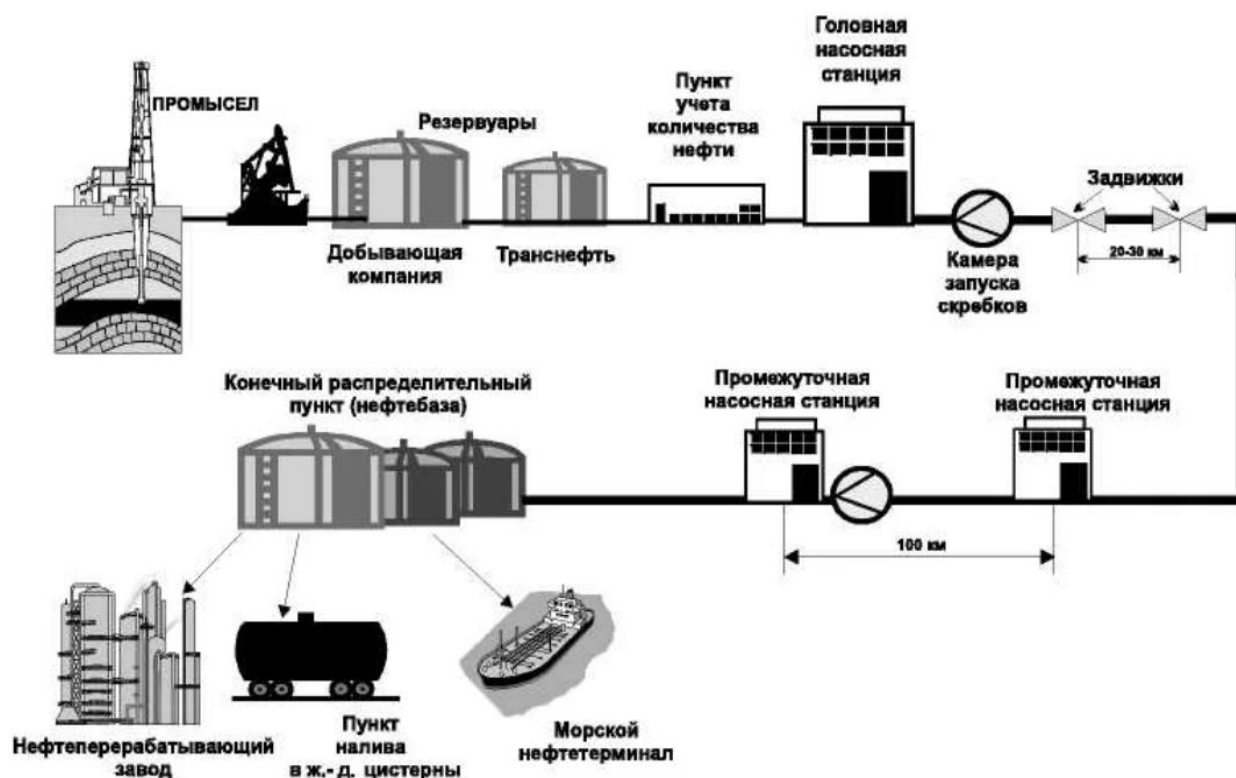 ПРОМЫСЕЛ
Резервуары
Добывающая
компания
Транснефть
Пункт
учета
количества
нефти
Головная
насосная
станция
Камера
запуска
скребков
Задвижки
20-30 км
Конечный распределительный
пункт (нефтебаза)
Промежуточная
насосная станция
Промежуточная
насосная станция
100 км
Нефтеперерабатывающий
завод
Пункт
налива
в ж.- д. цистерны
Морской
нефтетерминал